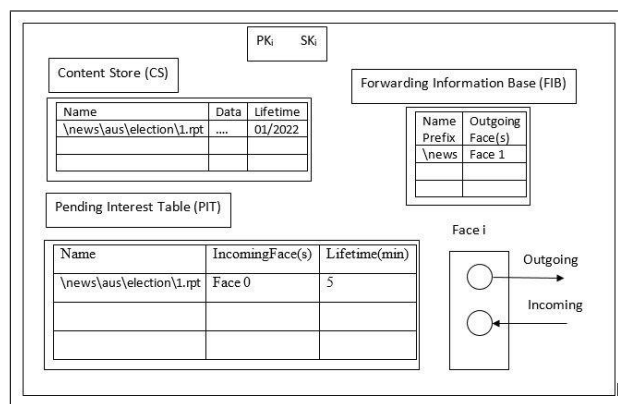 PKi SKi
Content Store (CS)
Forwarding Information Base (FIB)
Name Data Lifetime
\news\aus\election\1.rpt .... 01/2022
Name Prefix Outgoing Face(s)
\news Face 1
Pending Interest Table (PIT)
Face i
Name IncomingFace(s) Lifetime(min)
\news\aus\election\1.rpt Face 0 5
Outgoing
Incoming